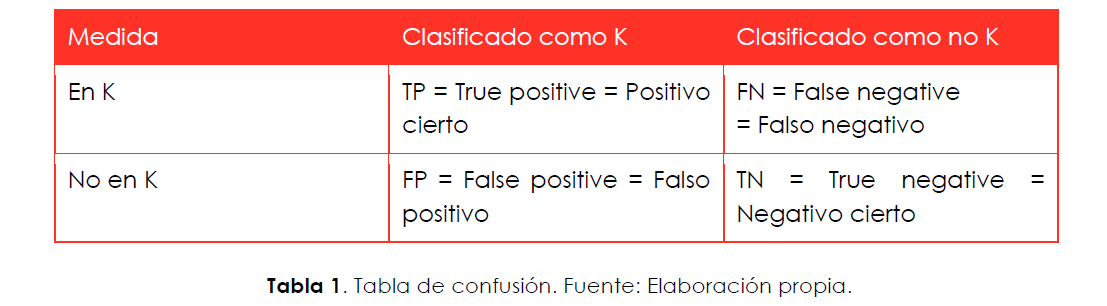 Medida Clasificado como K Clasificado como no K
En K TP = True positive = Positivo FN = False negative
cierto = Falso negativo
No en K FP = False positive = Falso TN = True negative =
positivo Negativo cierto
Tabla 1. Tabla de confusión. Fuente: Elaboración propia.